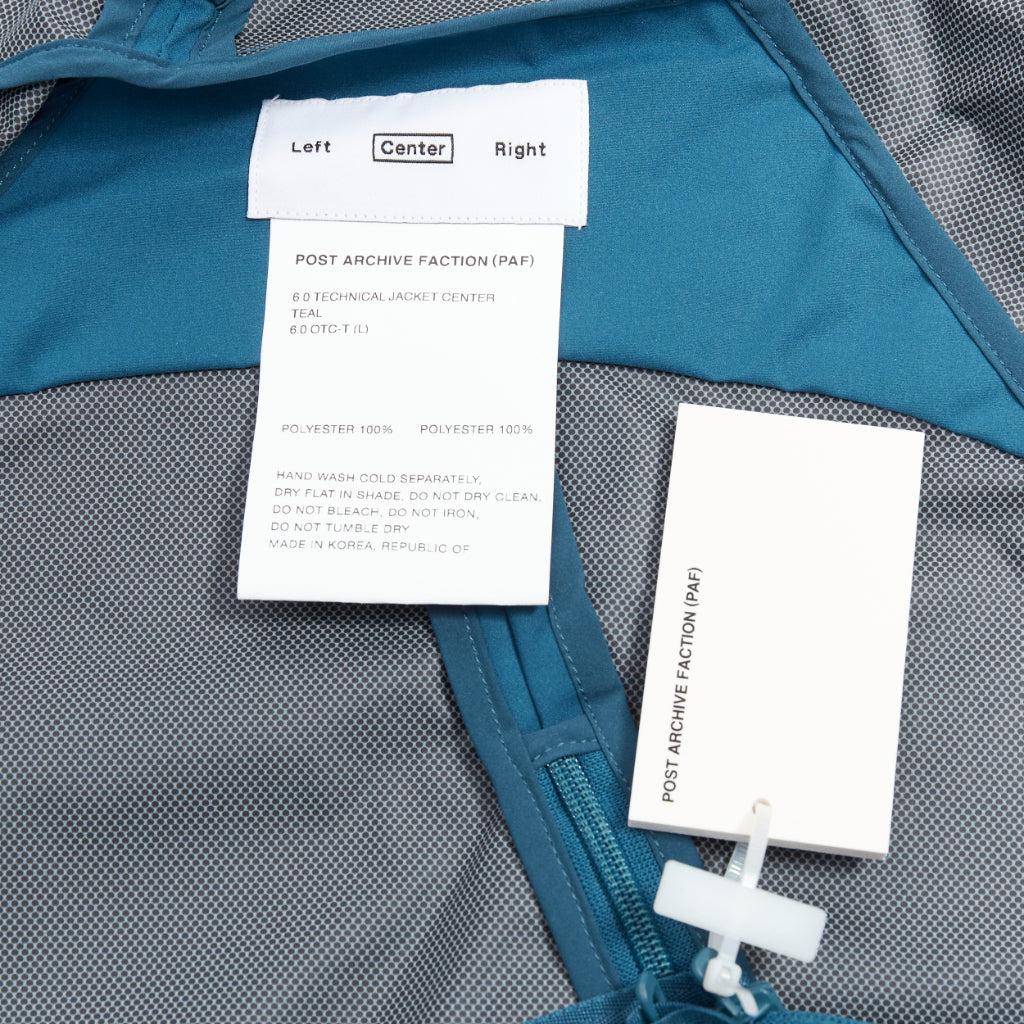 Left Center Right
POST ARCHIVE FACTION (PAF)
6.0 TECHNICAL JACKET CENTER
TEAL
6.0 OTC-T (L)
POLYESTER 100% POLYESTER 100%
HAND WASH COLD SEPARATELY,
DRY FLAT IN SHADE, DO NOT DRY CLEAN,
DO NOT BLEACH, DO NOT IRON,
DO NOT TUMBLE DRY
MADE IN KOREA, REPUBLIC OF
POST ARCHIVE FACTION (PAF)